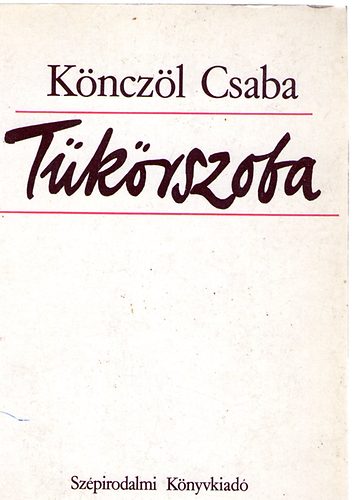 Könczöl Csaba
Tükörszoba
Szépirodalmi Könyvkiadó